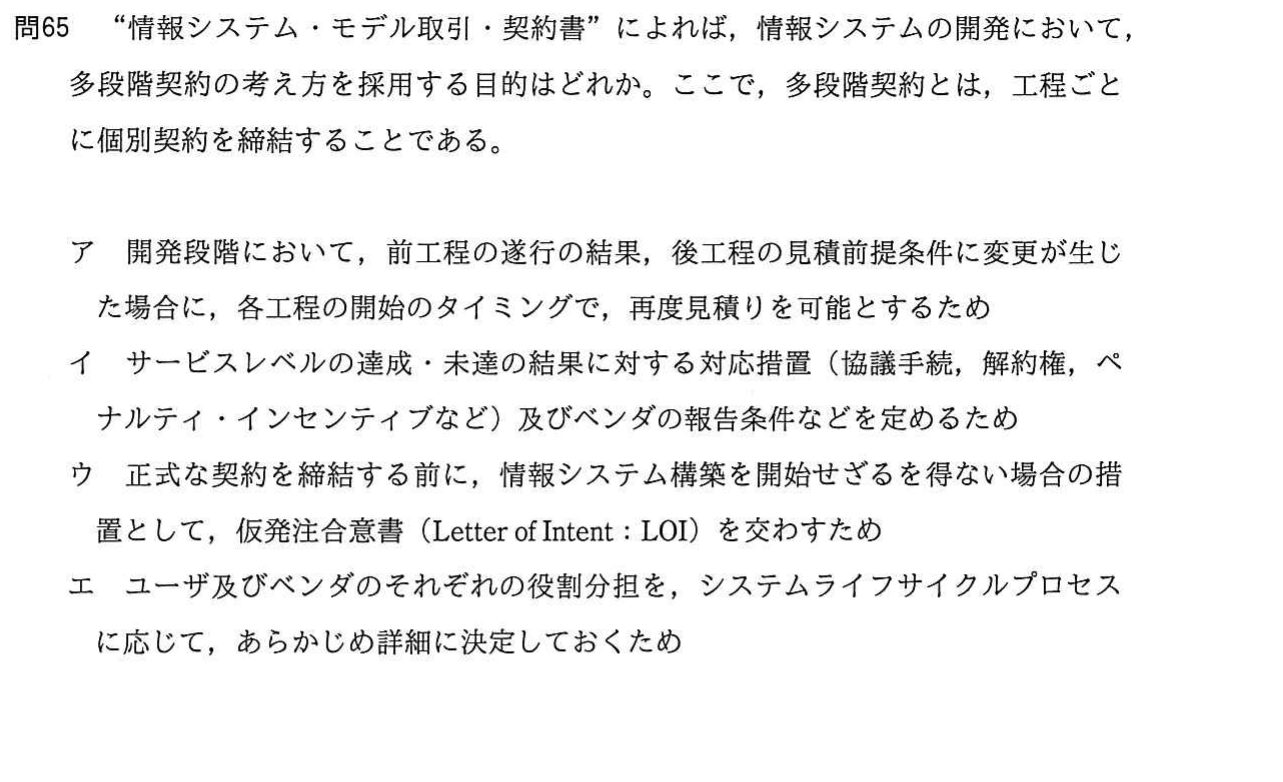 問65　“情報システム・モデル取引・契約書”によれば，情報システムの開発において，
多段階契約の考え方を採用する目的はどれか。ここで，多段階契約とは，工程ごと
に個別契約を締結することである。
ア　開発段階において，前工程の遂行の結果，後工程の見積前提条件に変更が生じ
た場合に，各工程の開始のタイミングで，再度見積りを可能とするため
イ　サービスレベルの達成・未達の結果に対する対応措置（協議手続，解約権，ペ
ナルティ・インセンティブなど）及びベンダの報告条件などを定めるため
ウ　正式な契約を締結する前に，情報システム構築を開始せざるを得ない場合の措
置として，仮発注合意書（Letter of Intent：LOI）を交わすため
エ　ユーザ及びベンダのそれぞれの役割分担を，システムライフサイクルプロセス
に応じて，あらかじめ詳細に決定しておくため